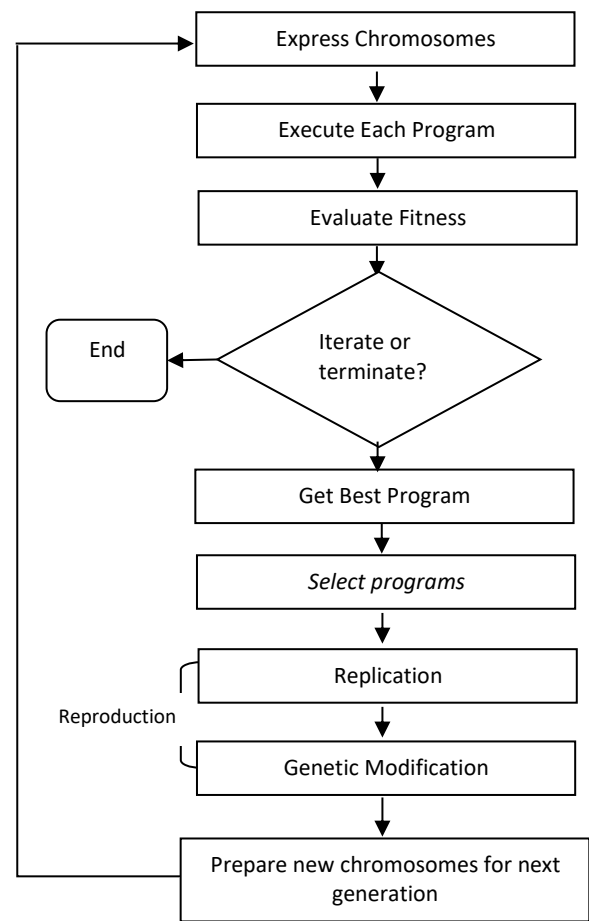 Express Chromosomes
Execute Each Program
Evaluate Fitness
Iterate or
terminate?
End
Get Best Program
Select programs
Replication
Reproduction
Genetic Modification
Prepare new chromosomes for next
generation